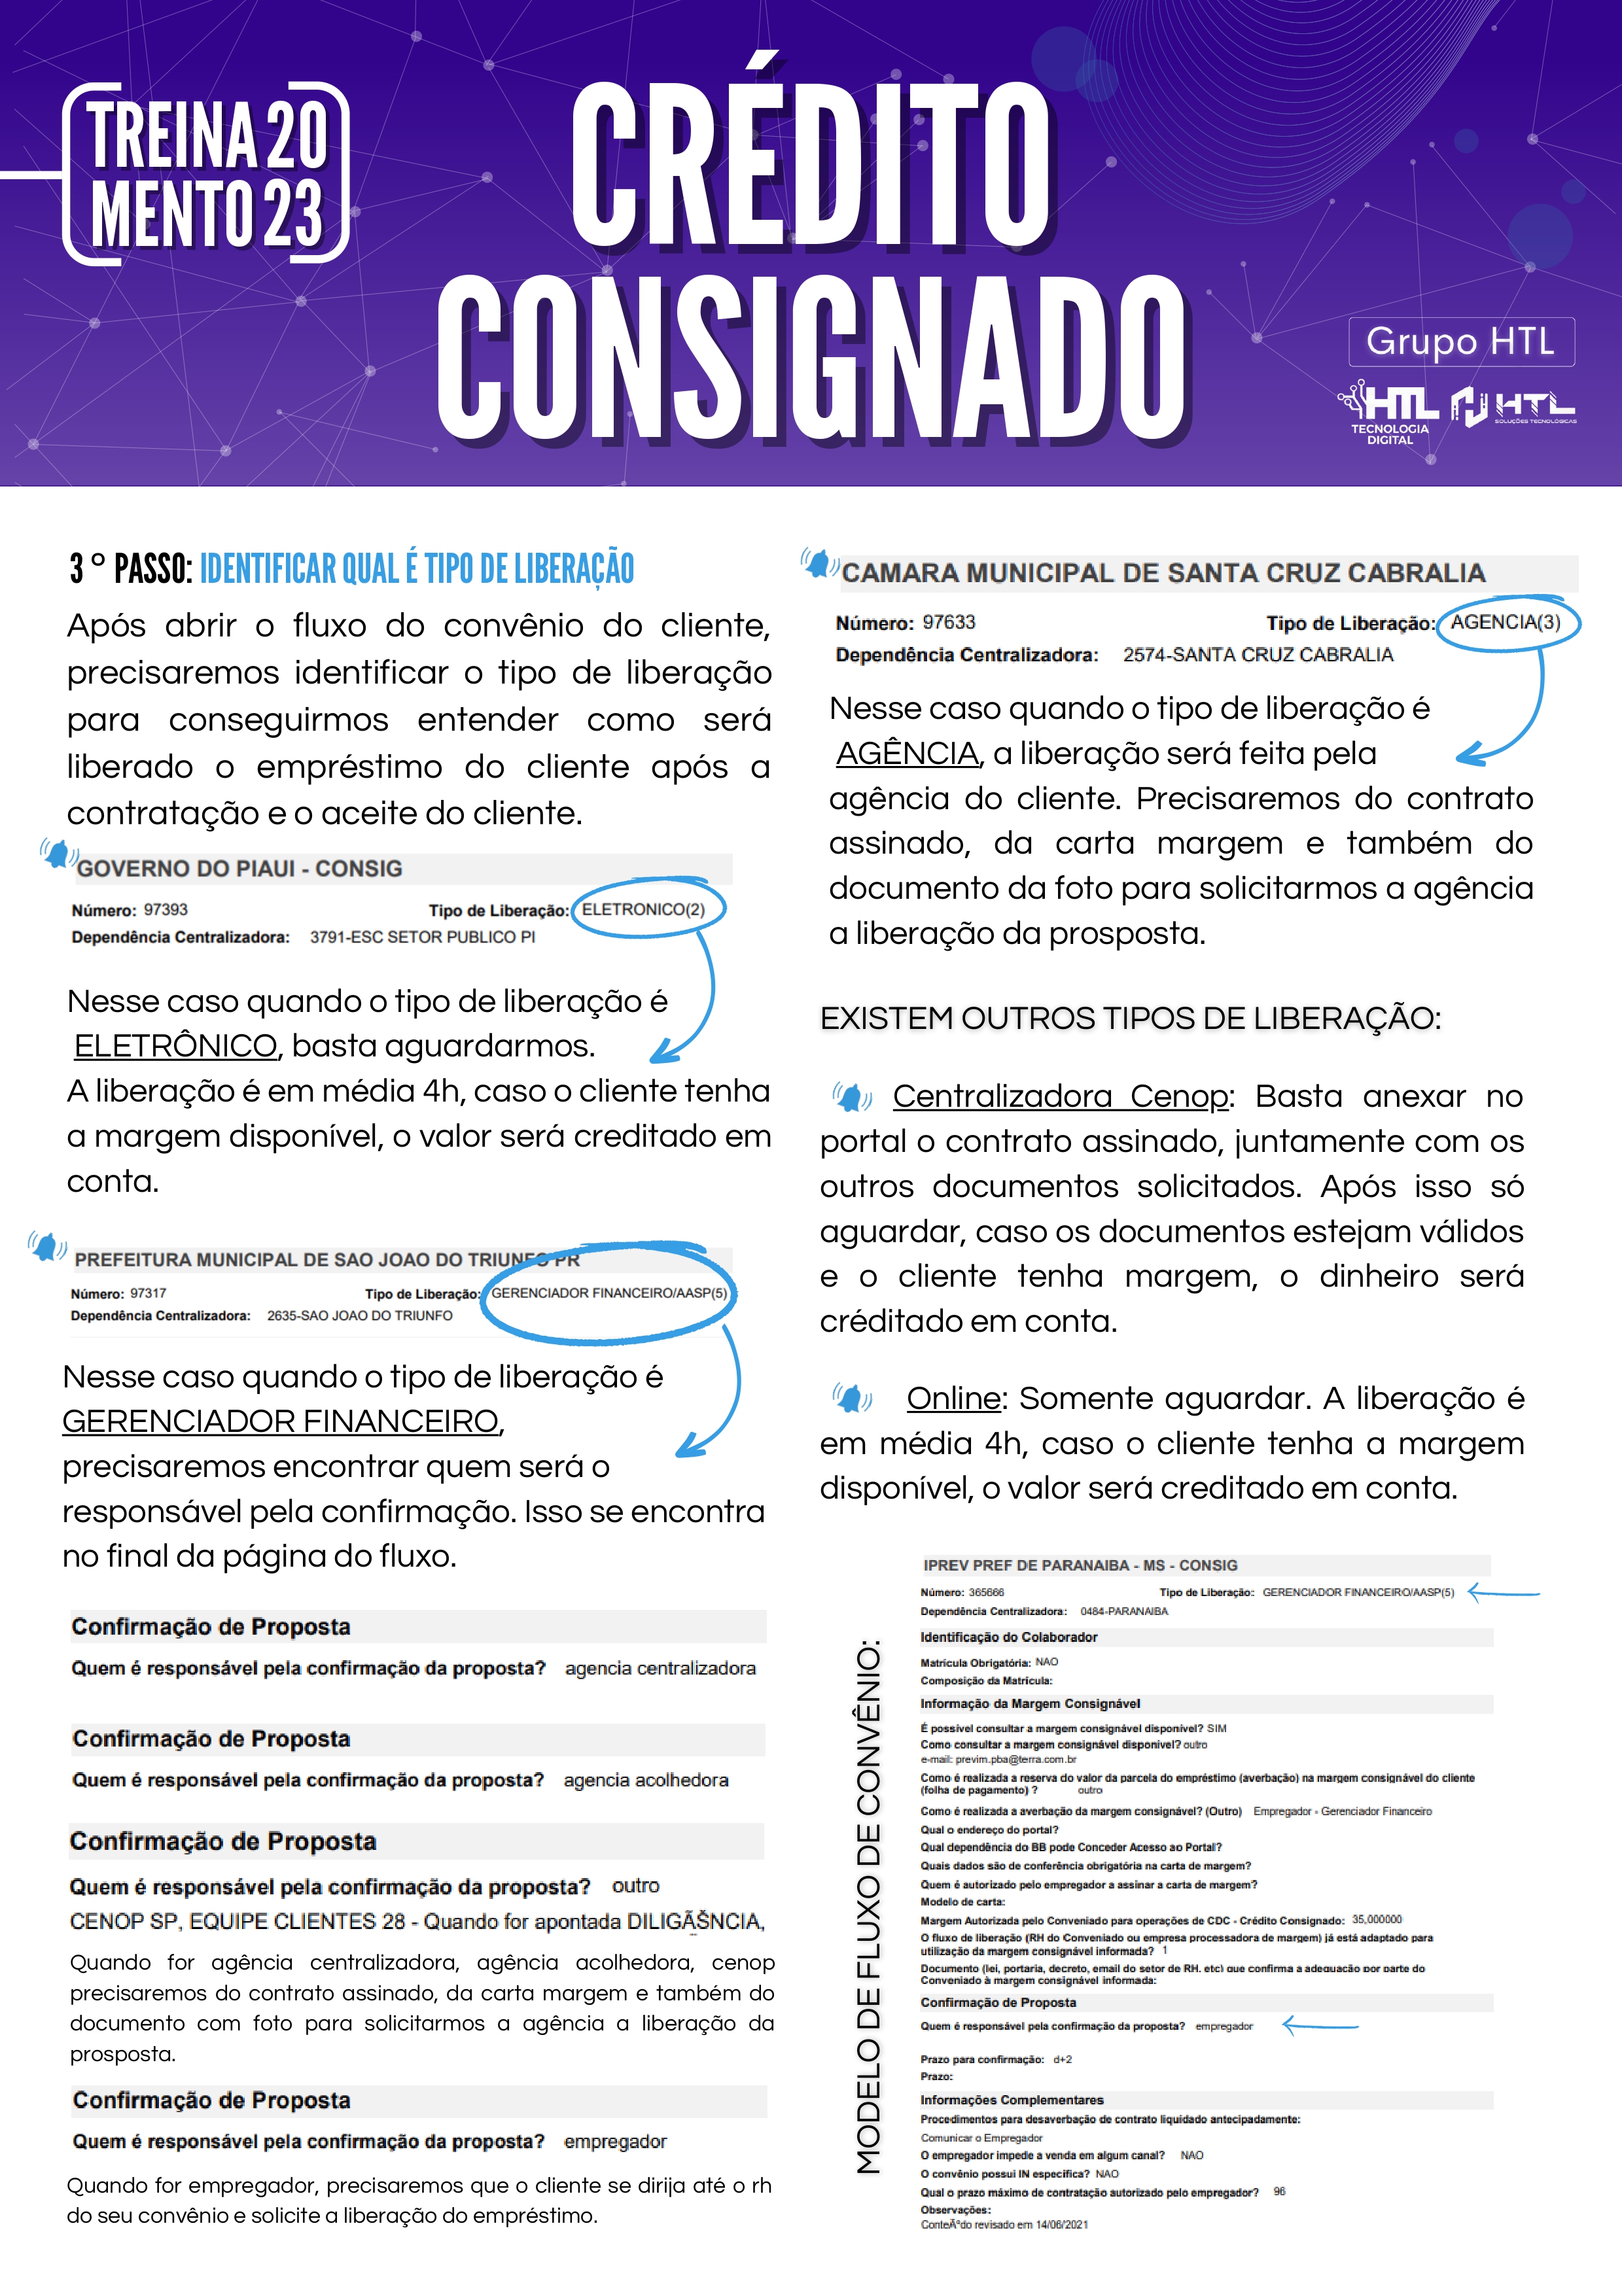 TREINA 20
MENTO 23
CRÉDITO
CONSIGNADO
Grupo HTL
HTL
TECNOLOGIA
DIGITAL
HTL
SOLUÇÕES TECNOLÓGICAS
3 º PASSO: IDENTIFICAR QUAL É TIPO DE LIBERAÇÃO
Após abrir o fluxo do convênio do cliente,
precisaremos identificar o tipo de liberação
para conseguirmos entender como será
liberado o empréstimo do cliente após a
contratação e o aceite do cliente.
GOVERNO DO PIAUI - CONSIG
Número: 97393 Tipo de Liberação: ELETRONICO(2)
Dependência Centralizadora: 3791-ESC SETOR PUBLICO PI
Nesse caso quando o tipo de liberação é
ELETRÔNICO, basta aguardarmos.
A liberação é em média 4h, caso o cliente tenha
a margem disponível, o valor será creditado em
conta.
PREFEITURA MUNICIPAL DE SAO JOAO DO TRIUNFO PR
Número: 97317 Tipo de Liberação: GERENCIADOR FINANCEIRO/AASP(5)
Dependência Centralizadora: 2635-SAO JOAO DO TRIUNFO
Nesse caso quando o tipo de liberação é
GERENCIADOR FINANCEIRO,
precisaremos encontrar quem será o
responsável pela confirmação. Isso se encontra
no final da página do fluxo.
Confirmação de Proposta
Quem é responsável pela confirmação da proposta? agencia centralizadora
Confirmação de Proposta
Quem é responsável pela confirmação da proposta? agencia acolhedora
Confirmação de Proposta
Quem é responsável pela confirmação da proposta? outro
CENOP SP, EQUIPE CLIENTES 28 - Quando for apontada DILIGÃŠNCIA,
Quando for agência centralizadora, agência acolhedora, cenop
precisaremos do contrato assinado, da carta margem e também do
documento com foto para solicitarmos a agência a liberação da
prosposta.
Confirmação de Proposta
Quem é responsável pela confirmação da proposta? empregador
Quando for empregador, precisaremos que o cliente se dirija até o rh
do seu convênio e solicite a liberação do empréstimo.
CAMARA MUNICIPAL DE SANTA CRUZ CABRALIA
Número: 97633 Tipo de Liberação: AGENCIA(3)
Dependência Centralizadora: 2574-SANTA CRUZ CABRALIA
Nesse caso quando o tipo de liberação é
AGÊNCIA, a liberação será feita pela
agência do cliente. Precisaremos do contrato
assinado, da carta margem e também do
documento da foto para solicitarmos a agência
a liberação da prosposta.
EXISTEM OUTROS TIPOS DE LIBERAÇÃO:
Centralizadora Cenop: Basta anexar no
portal o contrato assinado, juntamente com os
outros documentos solicitados. Após isso só
aguardar, caso os documentos estejam válidos
e o cliente tenha margem, o dinheiro será
créditado em conta.
Online: Somente aguardar. A liberação é
em média 4h, caso o cliente tenha a margem
disponível, o valor será creditado em conta.
MODELO DE FLUXO DE CONVÊNIO:
IPREV PREF DE PARANAIBA - MS - CONSIG
Número: 365666 Tipo de Liberação: GERENCIADOR FINANCEIRO/AASP(5)
Dependência Centralizadora: 0484-PARANAIBA
Identificação do Colaborador
Matrícula Obrigatória: NAO
Composição da Matrícula:
Informação da Margem Consignável
É possível consultar a margem consignável disponível? SIM
Como consultar a margem consignável disponível? outro
e-mail: previm.pba@terra.com.br
Como é realizada a reserva do valor da parcela do empréstimo (averbação) na margem consignável do cliente
(folha de pagamento) ? outro
Como é realizada a averbação da margem consignável? (Outro) Empregador - Gerenciador Financeiro
Qual o endereço do portal?
Qual dependência do BB pode Conceder Acesso ao Portal?
Quais dados são de conferência obrigatória na carta de margem?
Quem é autorizado pelo empregador a assinar a carta de margem?
Modelo de carta:
Margem Autorizada pelo Conveniado para operações de CDC - Crédito Consignado: 35,000000
O fluxo de liberação (RH do Conveniado ou empresa processadora de margem) já está adaptado para
utilização da margem consignável informada? 1
Documento (lei, portaria, decreto, email do setor de RH, etc) que confirma a adequação por parte do
Conveniado à margem consignável informada:
Confirmação de Proposta
Quem é responsável pela confirmação da proposta? empregador
Prazo para confirmação: d+2
Prazo:
Informações Complementares
Procedimentos para desaverbação de contrato liquidado antecipadamente:
Comunicar o Empregador
O empregador impede a venda em algum canal? NAO
O convênio possui IN específica? NAO
Qual o prazo máximo de contratação autorizado pelo empregador? 96
Observações:
ConteÃºdo revisado em 14/06/2021